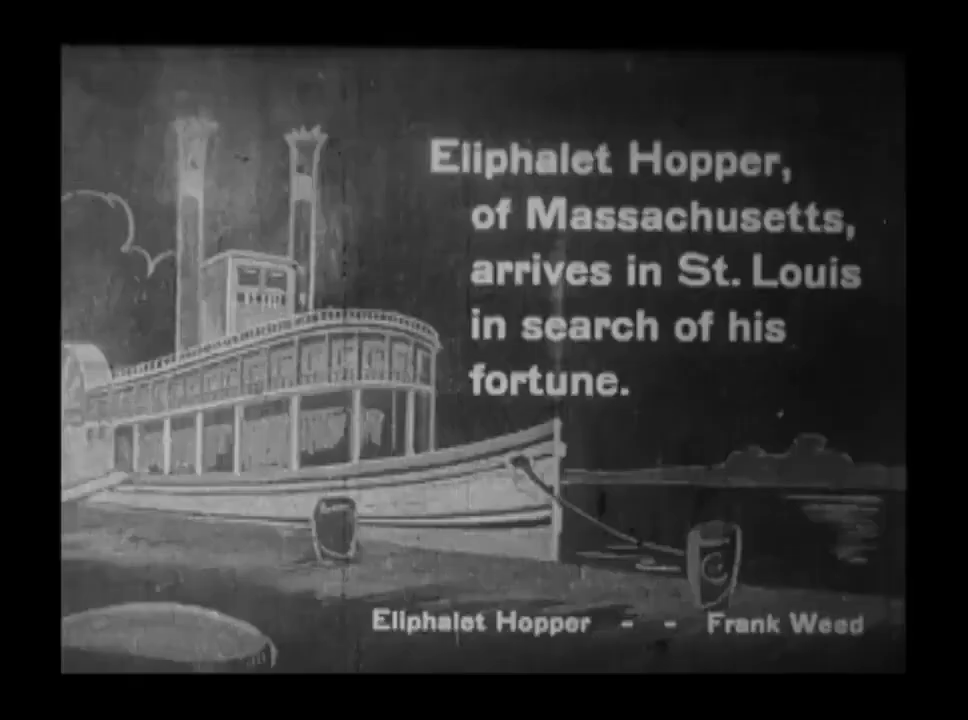 Eliphalet Hopper,
of Massachusetts,
arrives in St. Louis
in search of his
fortune.
Eliphalet Hopper - - Frank Weed